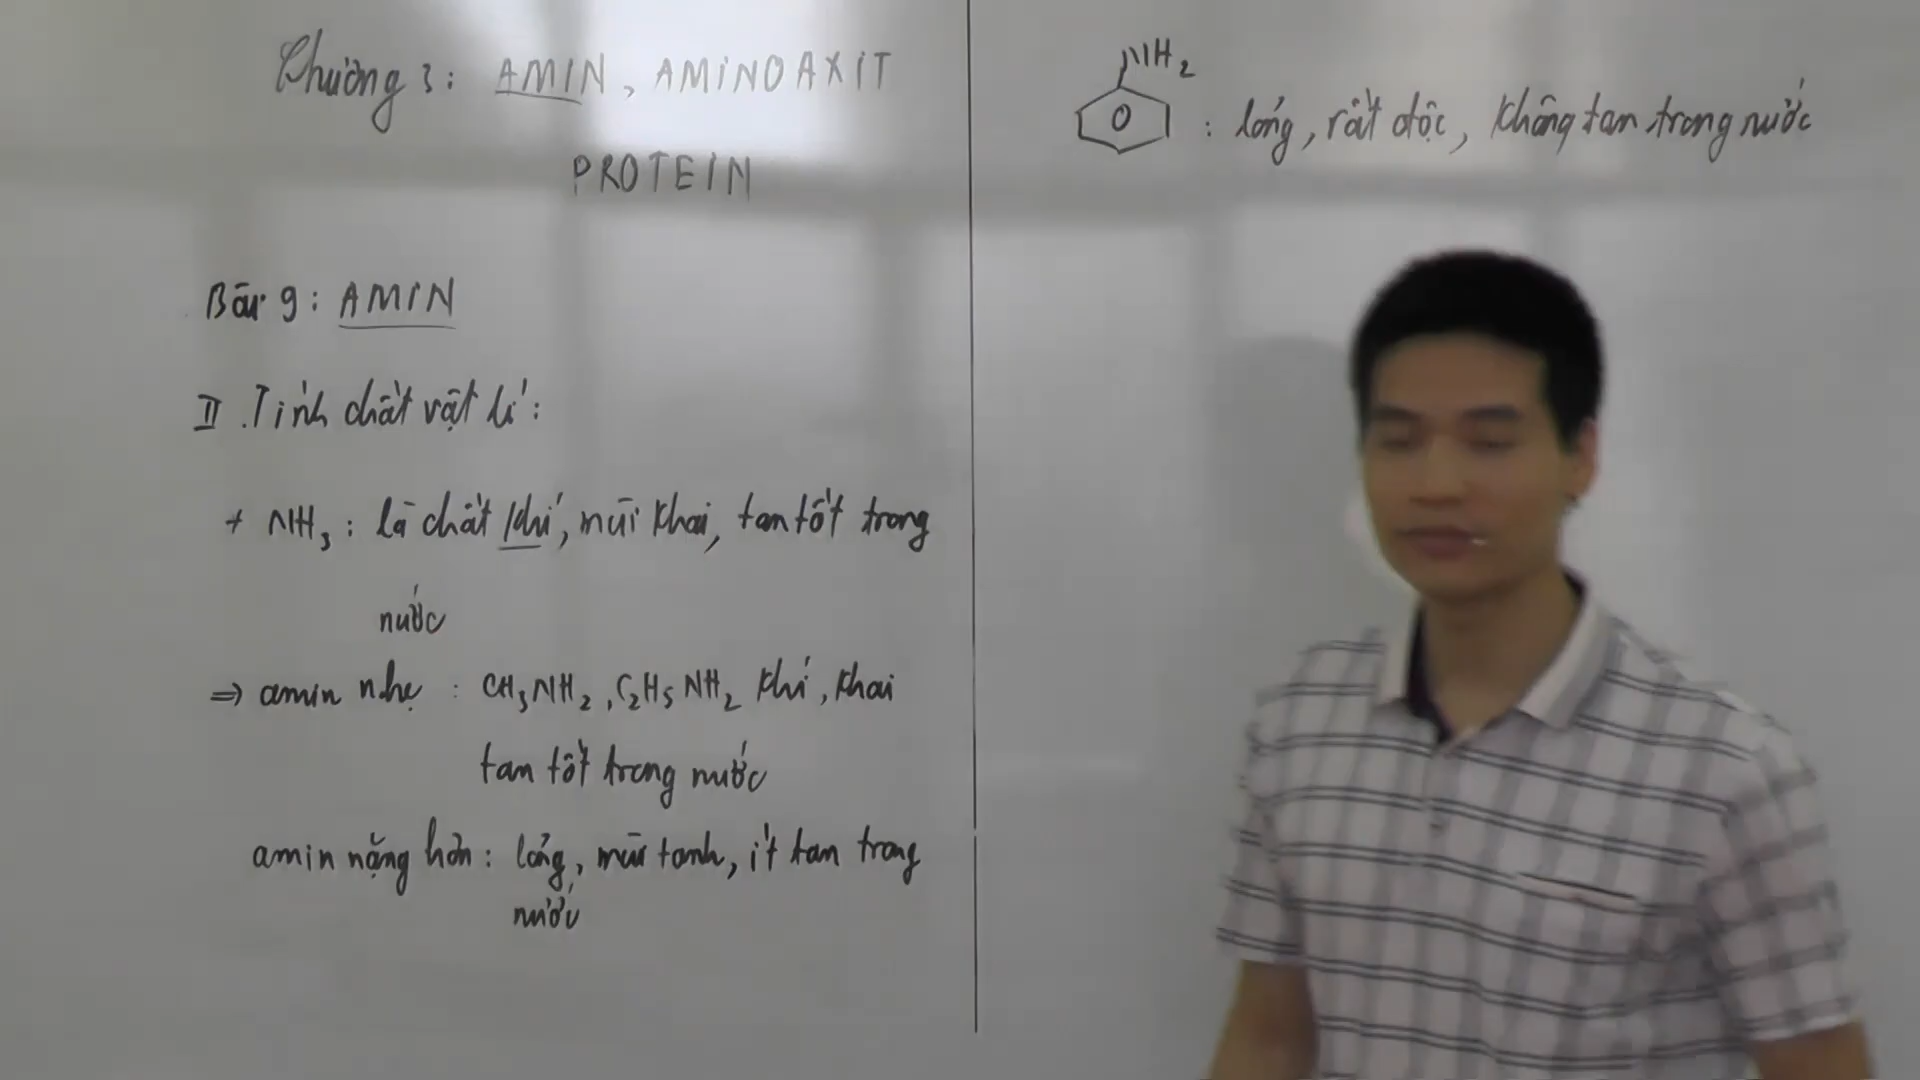 Chương 3: AMIN, AMINOAXIT
PROTEIN
Bài 9: AMIN
II. Tính chất vật lí:
+ NH₃: là chất khí, mùi khai, tan tốt trong
nước
⇒ amin nhẹ: CH₃NH₂, C₂H₅NH₂ khí, khai
tan tốt trong nước
amin nặng hơn: lỏng, mùi tanh, ít tan trong
nước
NH₂
: lỏng, rất độc, không tan trong nước